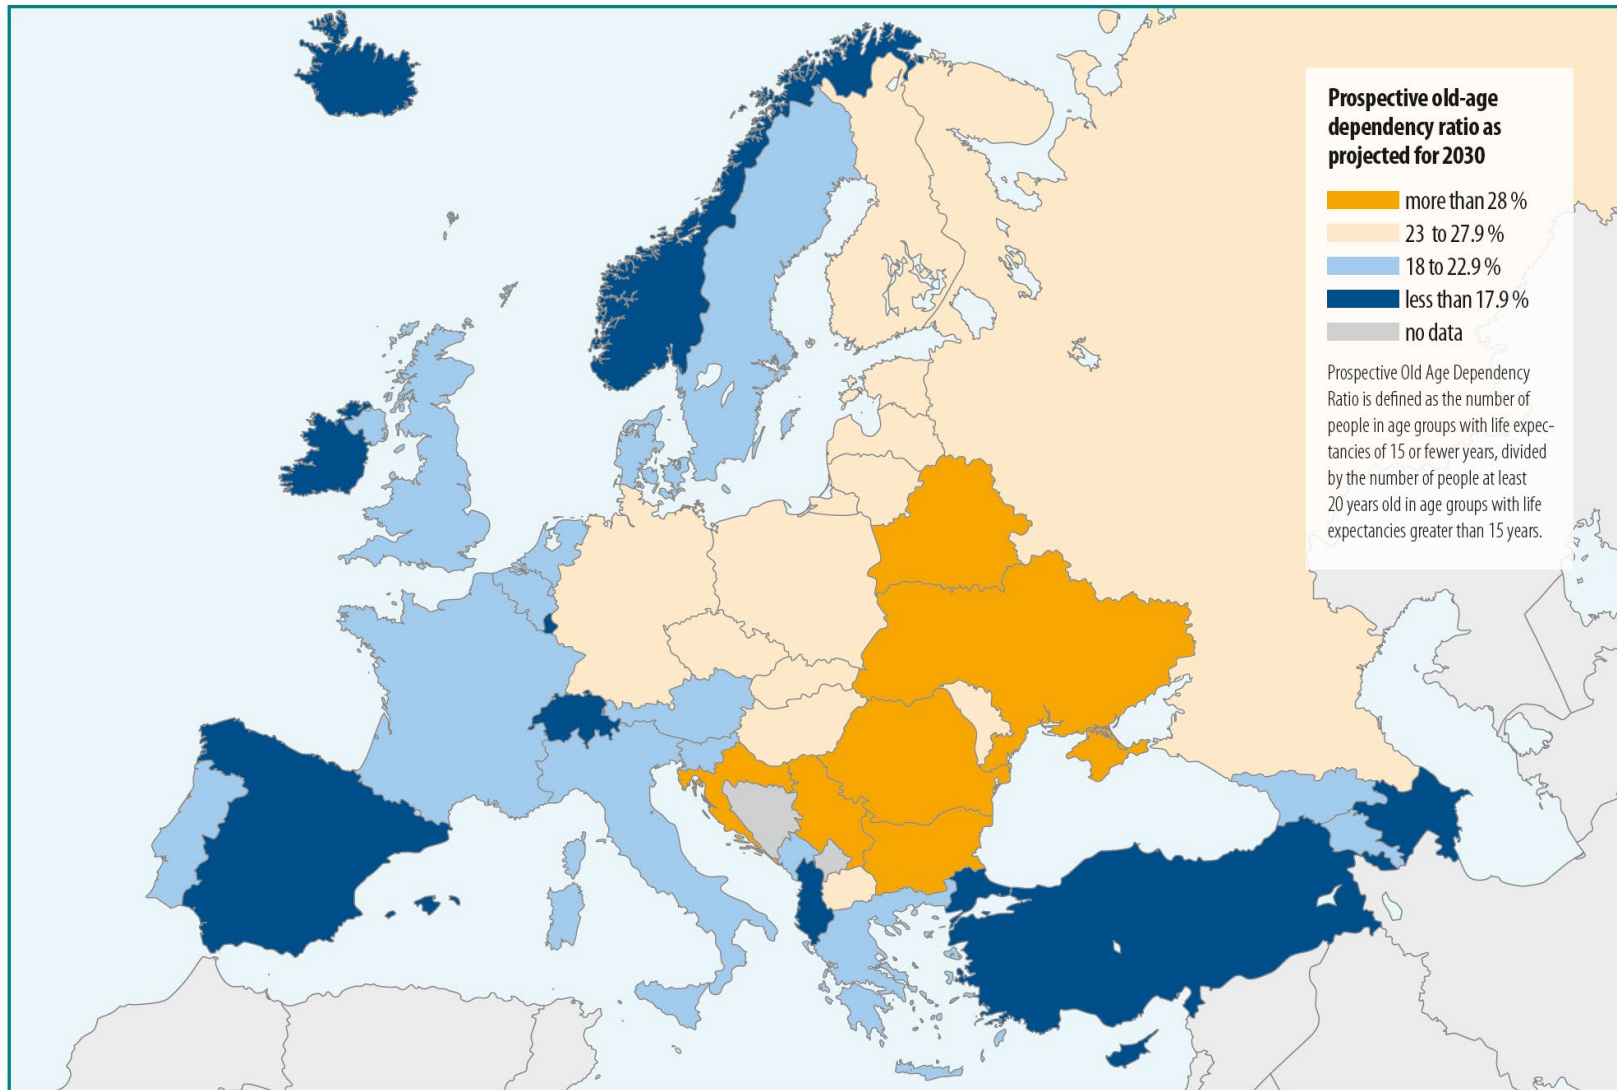 Prospective old-age
dependency ratio as
projected for 2030
more than 28 %
23 to 27.9 %
18 to 22.9 %
less than 17.9 %
no data
Prospective Old Age Dependency
Ratio is defined as the number of
people in age groups with life expec-
tancies of 15 or fewer years, divided
by the number of people at least
20 years old in age groups with life
expectancies greater than 15 years.